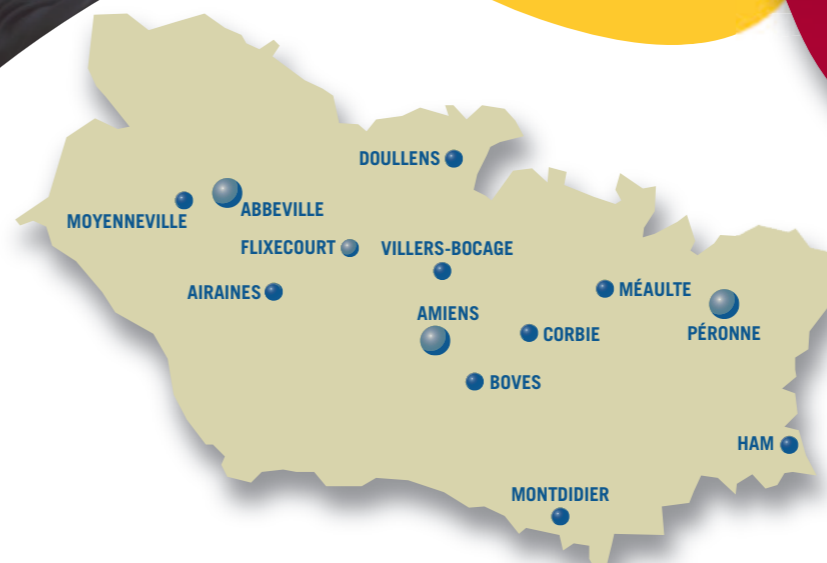 DOULLENS
ABBEVILLE
MOYENNEVILLE
FLIXECOURT
VILLERS-BOCAGE
AIRAINES
MÉAULTE
AMIENS
CORBIE
PÉRONNE
BOVES
HAM
MONTDIDIER